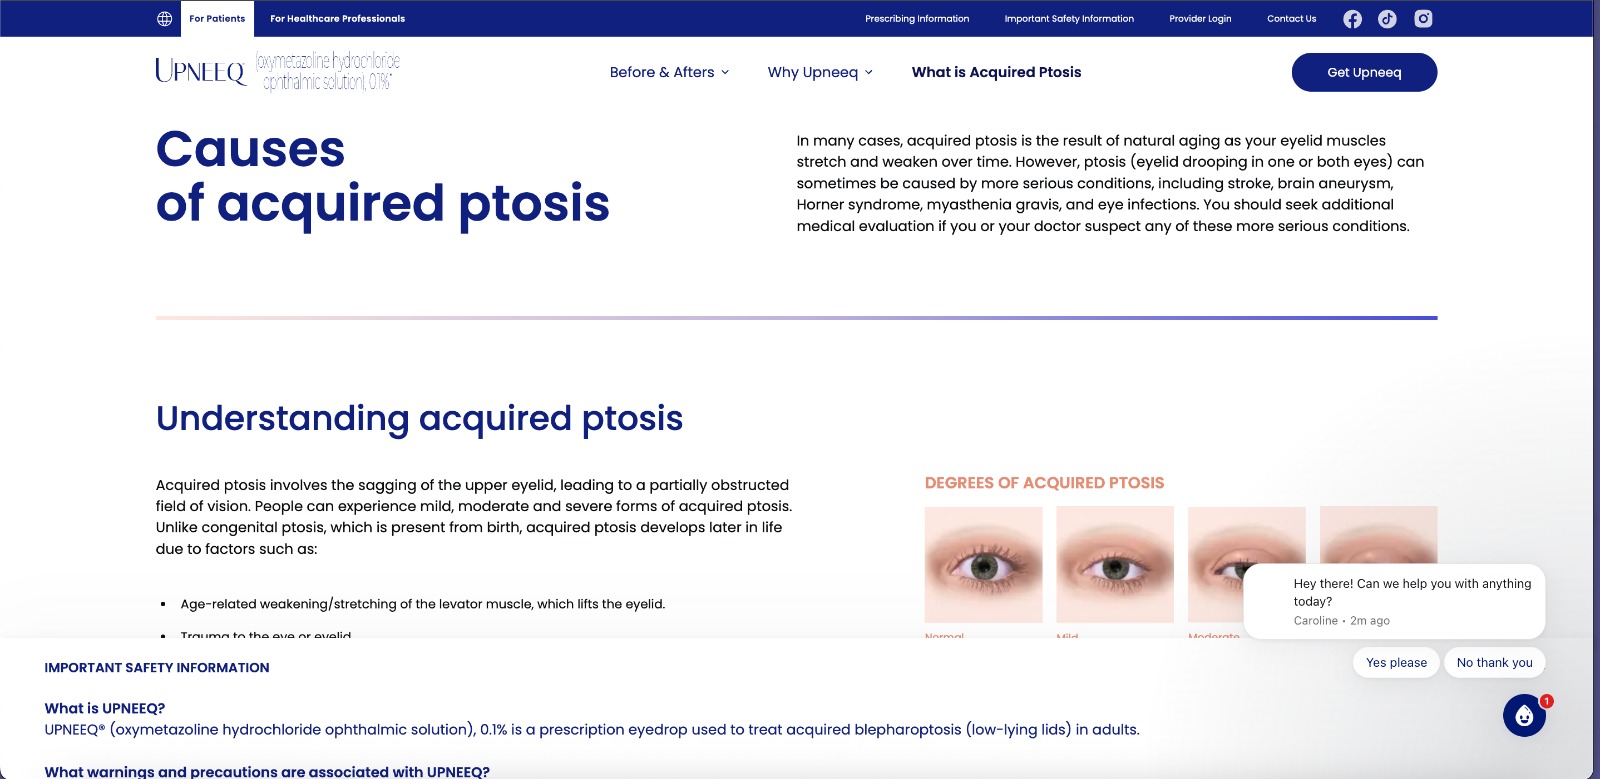 For Patients
For Healthcare Professionals
Prescribing Information
Important Safety Information
Provider Login
Contact Us
UPNEEQ (oxymetazoline hydrochloride
ophthalmic solution), 0.1%*
Before & Afters
Why Upneeq
What is Acquired Ptosis
Get Upneeq
Causes
of acquired ptosis
In many cases, acquired ptosis is the result of natural aging as your eyelid muscles
stretch and weaken over time. However, ptosis (eyelid drooping in one or both eyes) can
sometimes be caused by more serious conditions, including stroke, brain aneurysm,
Horner syndrome, myasthenia gravis, and eye infections. You should seek additional
medical evaluation if you or your doctor suspect any of these more serious conditions.
Understanding acquired ptosis
Acquired ptosis involves the sagging of the upper eyelid, leading to a partially obstructed
field of vision. People can experience mild, moderate and severe forms of acquired ptosis.
Unlike congenital ptosis, which is present from birth, acquired ptosis develops later in life
due to factors such as:
• Age-related weakening/stretching of the levator muscle, which lifts the eyelid.
• Trauma to the eye or eyelid
DEGREES OF ACQUIRED PTOSIS
Normal
Mild
Moderate
Hey there! Can we help you with anything
today?
Caroline • 2m ago
Yes please
No thank you
1
IMPORTANT SAFETY INFORMATION
What is UPNEEQ?
UPNEEQ® (oxymetazoline hydrochloride ophthalmic solution), 0.1% is a prescription eyedrop used to treat acquired blepharoptosis (low-lying lids) in adults.
What warnings and precautions are associated with UPNEEQ?